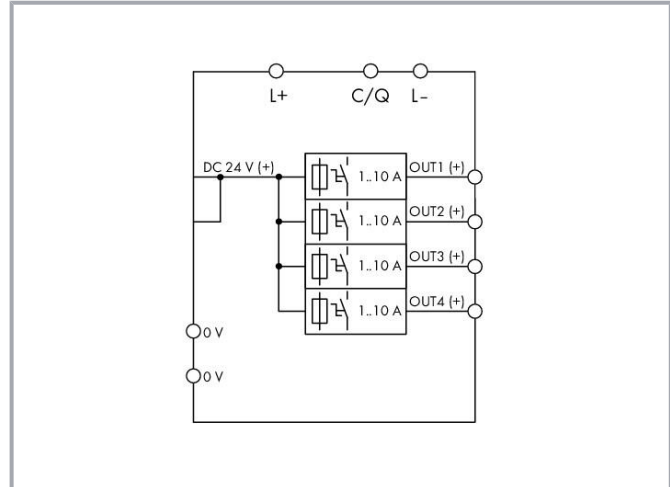 L+ C/Q L–
DC 24 V (+)
1..10 A OUT1 (+)
1..10 A OUT2 (+)
1..10 A OUT3 (+)
1..10 A OUT4 (+)
0 V
0 V